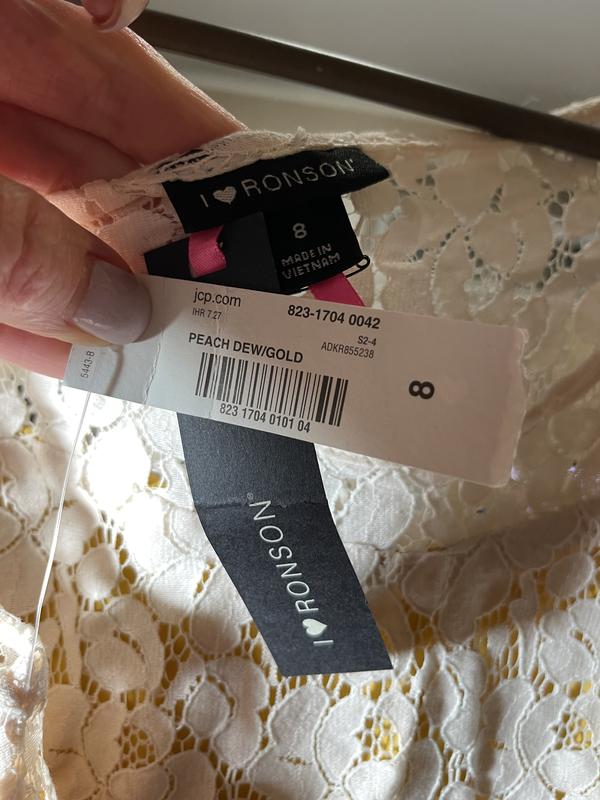 I ♥ RONSON®
8
MADE IN
VIETNAM
jcp.com
823-1704 0042
IHR 7.27
S2-4
PEACH DEW/GOLD
ADKR855238
8
823 1704 0101 04
5443-B
I ♥ RONSON®